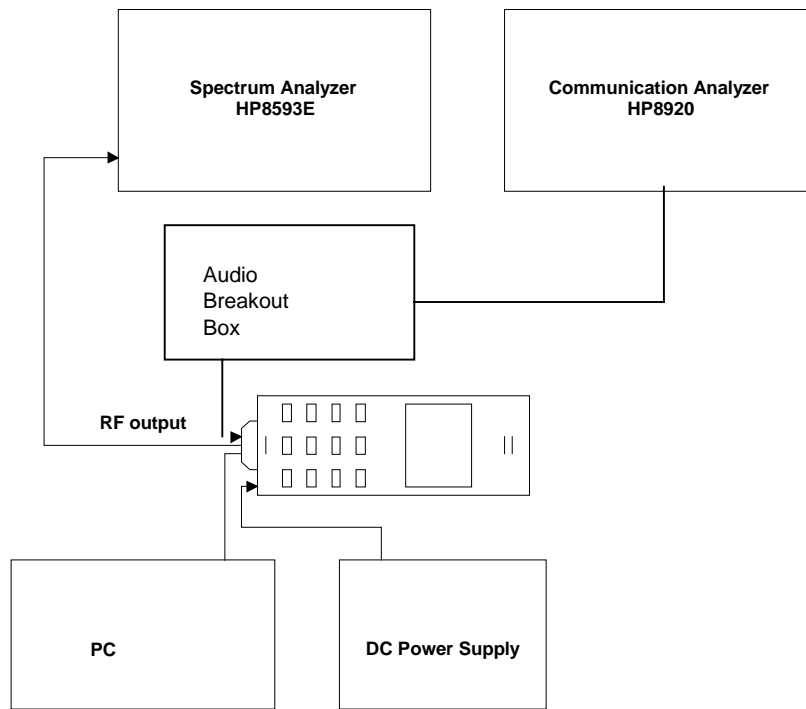 Spectrum Analyzer
HP8593E
Communication Analyzer
HP8920
Audio
Breakout
Box
RF output
PC
DC Power Supply